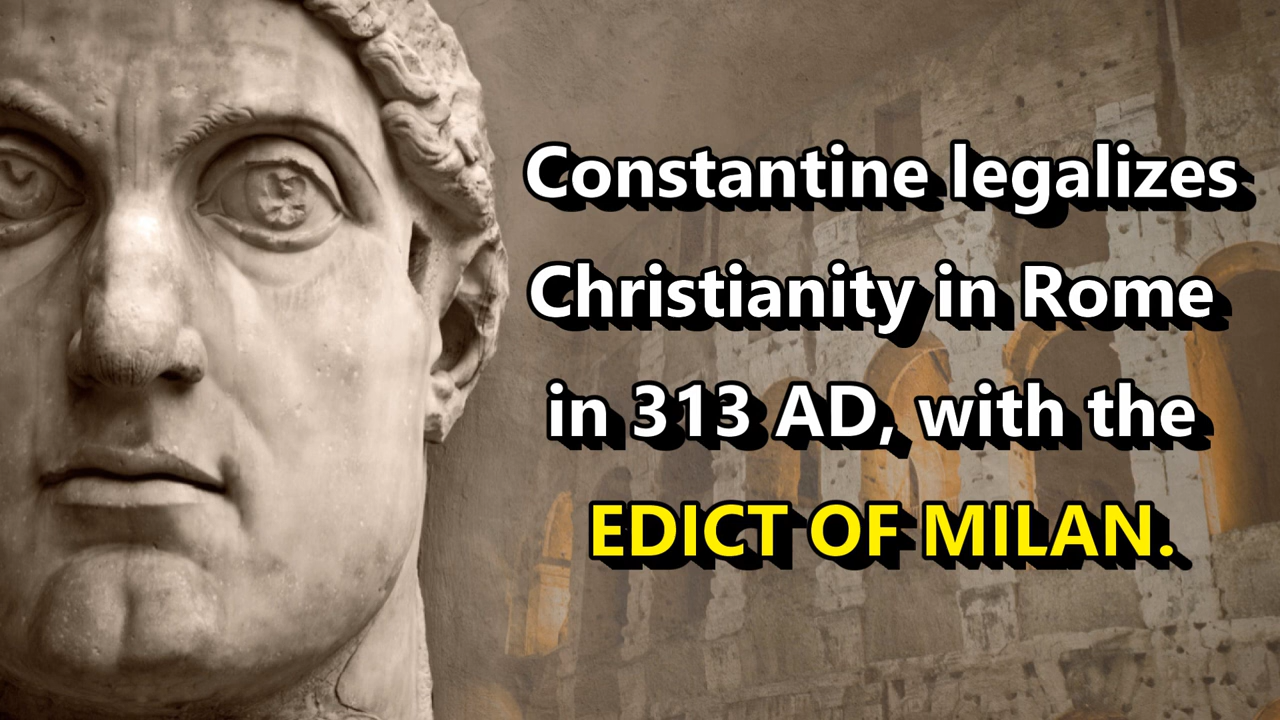 Constantine legalizes
Christianity in Rome
in 313 AD, with the
EDICT OF MILAN.